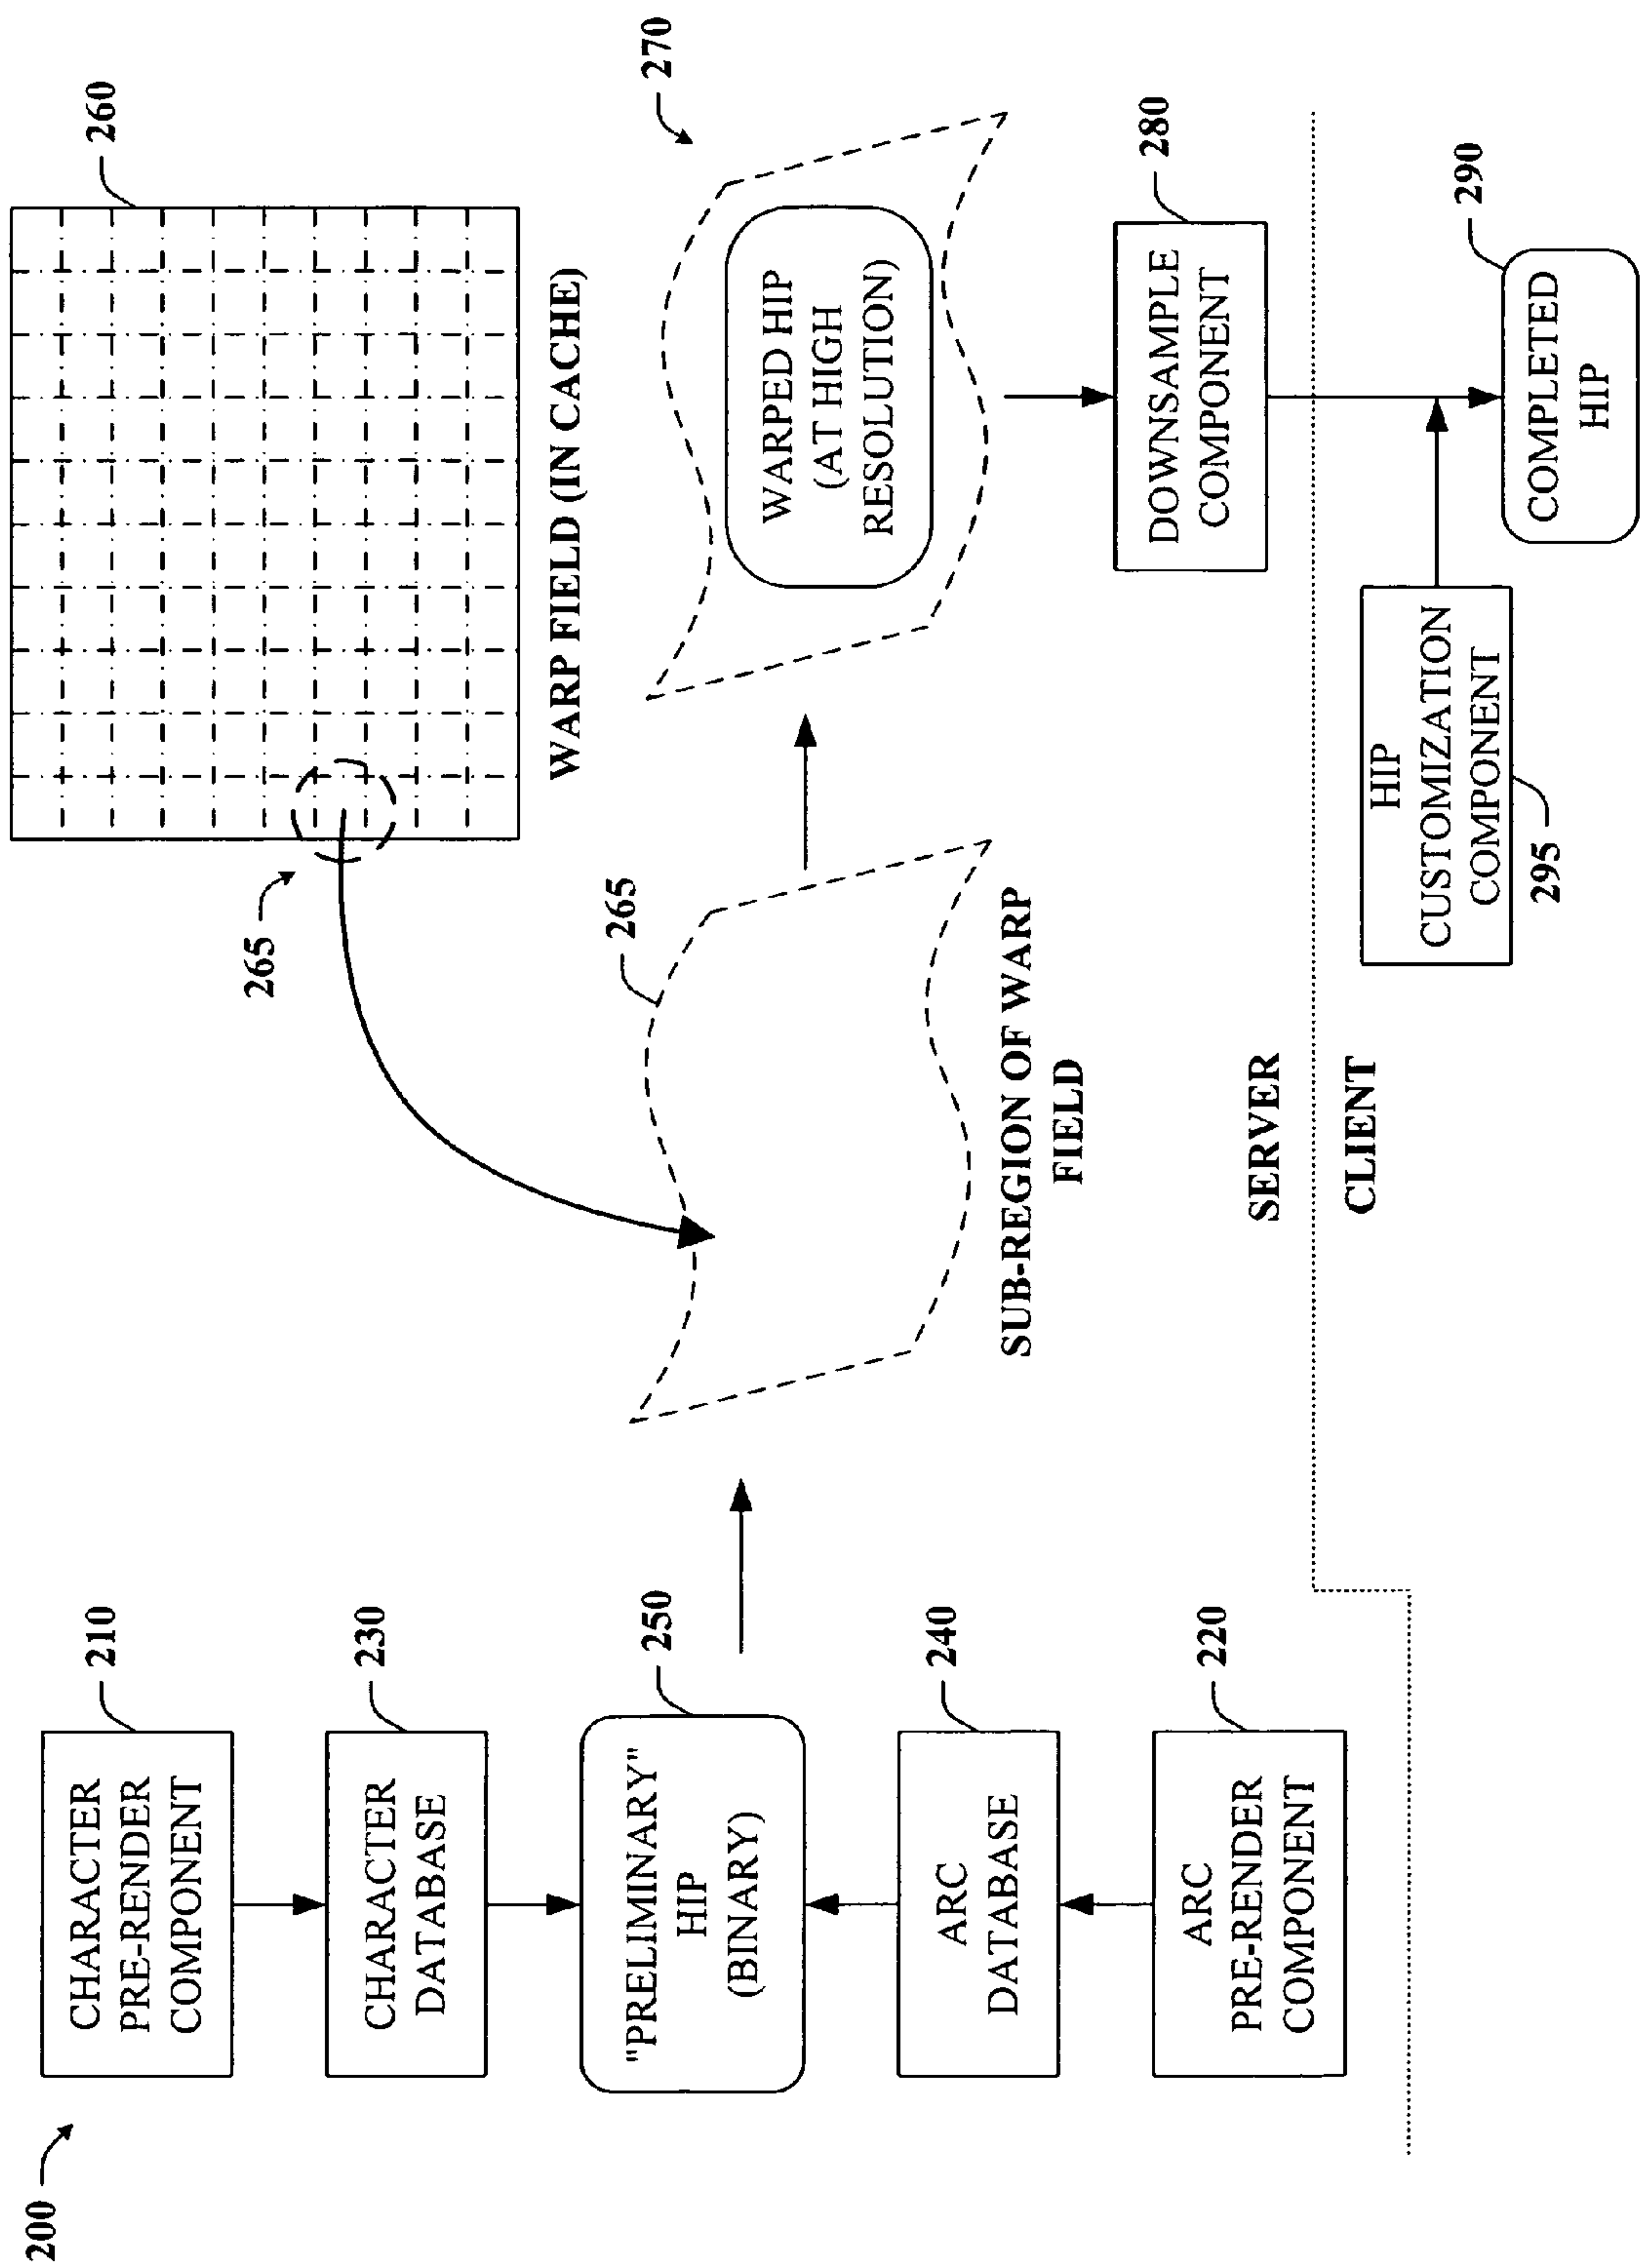 200
CHARACTER
PRE-RENDER
COMPONENT
210
CHARACTER
DATABASE
230
"PRELIMINARY"
HIP
(BINARY)
250
ARC
DATABASE
240
ARC
PRE-RENDER
COMPONENT
220
265
265
SUB-REGION OF WARP
FIELD
260
WARP FIELD (IN CACHE)
270
WARPED HIP
(AT HIGH
RESOLUTION)
DOWNSAMPLE
COMPONENT
280
SERVER
CLIENT
HIP
CUSTOMIZATION
COMPONENT
295
COMPLETED
HIP
290